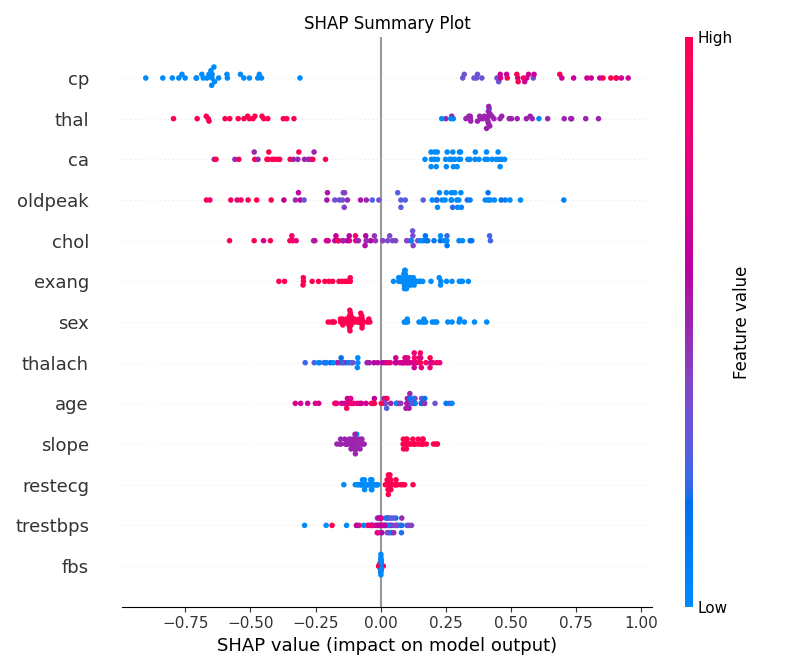 SHAP Summary Plot
High
cp
thal
ca
oldpeak
chol
exang
sex
thalach
age
slope
restecg
trestbps
fbs
Feature value
Low
−0.75 −0.50 −0.25 0.00 0.25 0.50 0.75 1.00
SHAP value (impact on model output)